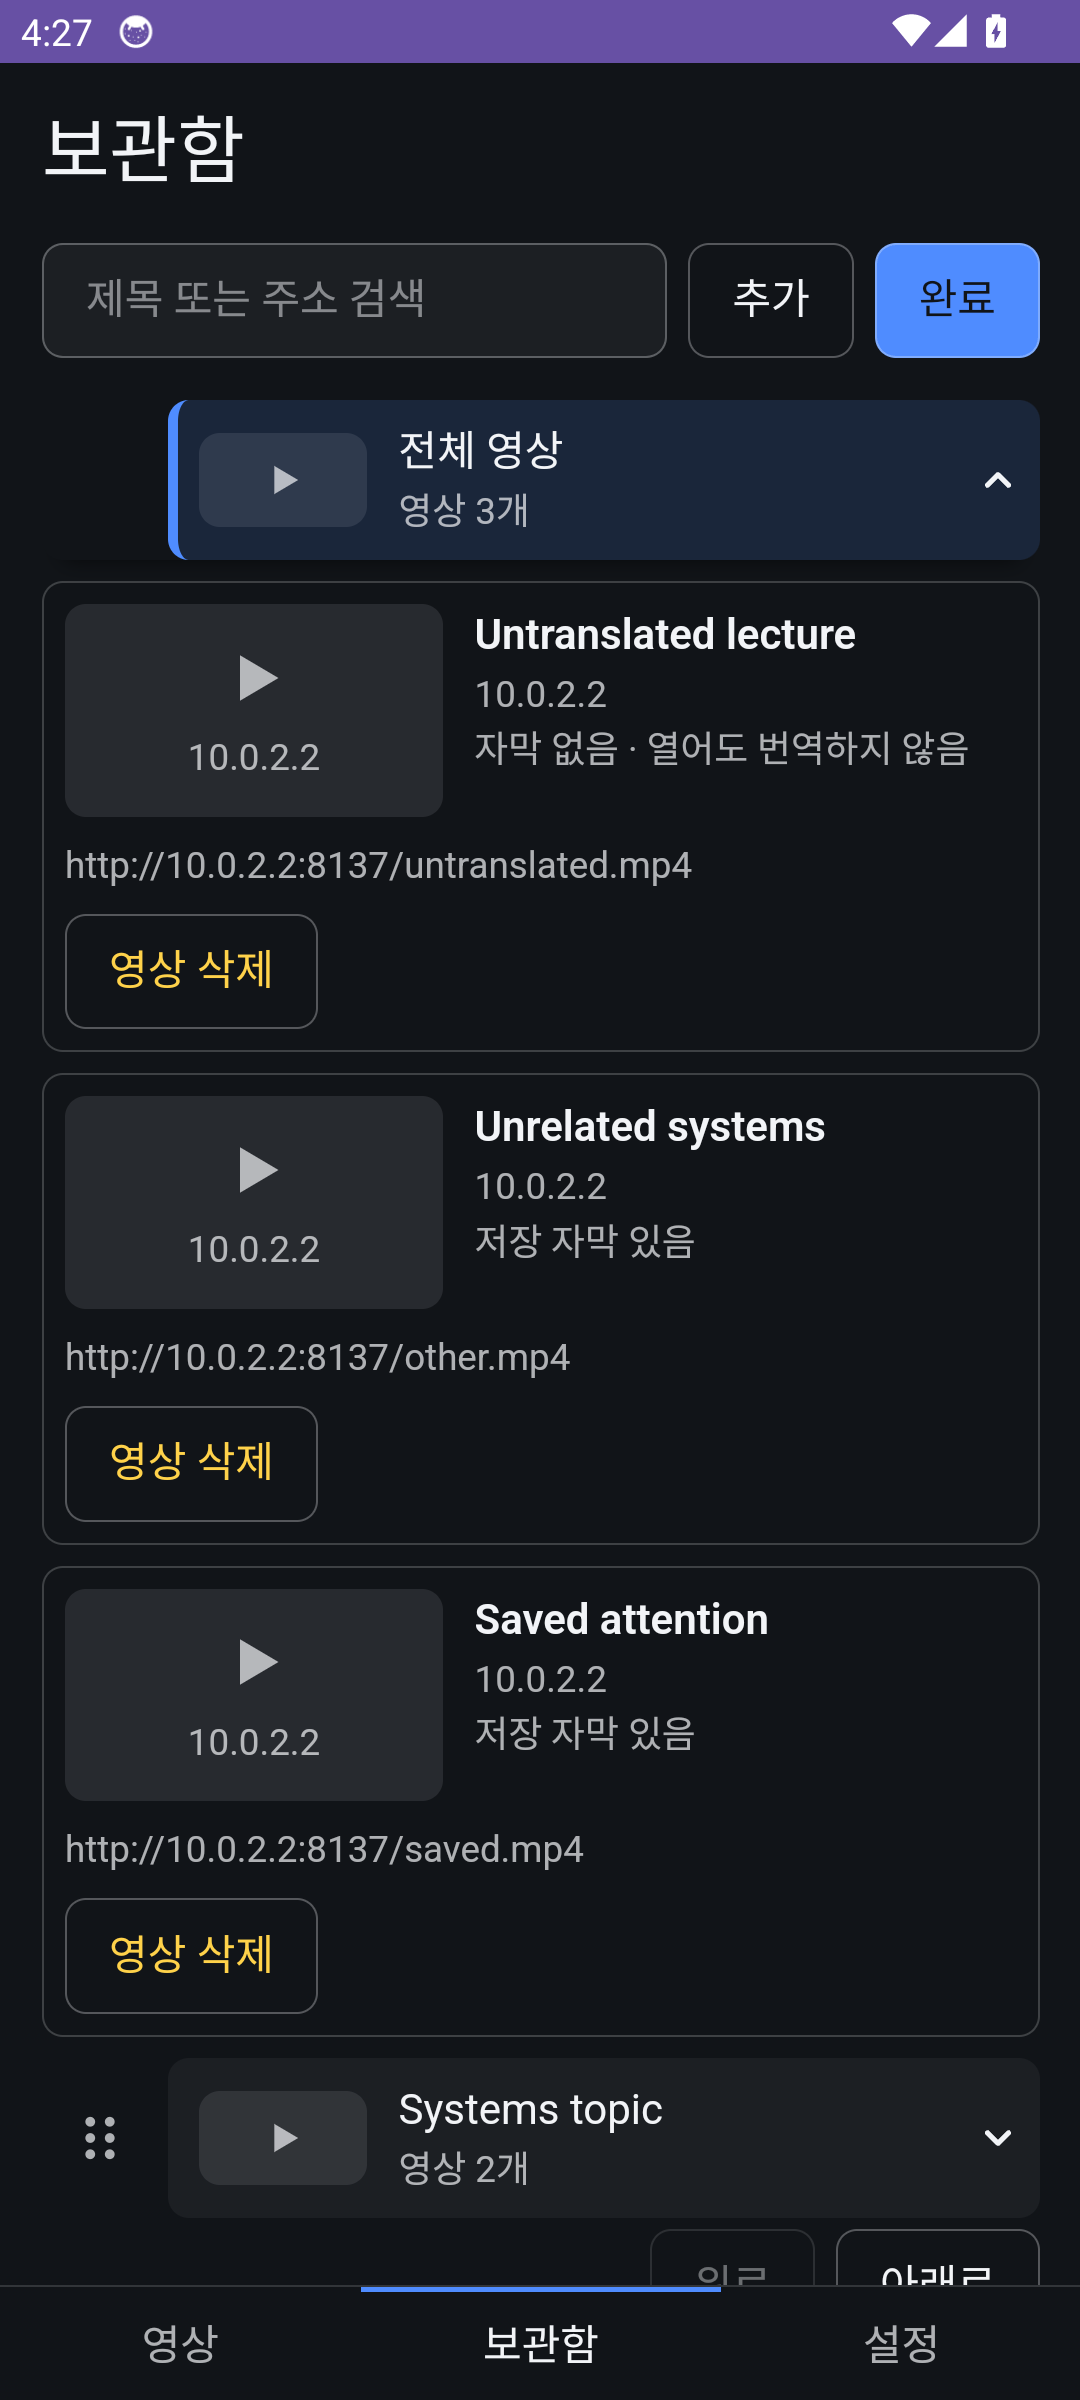 4:27
보관함
제목 또는 주소 검색
추가
완료
전체 영상
영상 3개
Untranslated lecture
10.0.2.2
자막 없음 · 열어도 번역하지 않음
10.0.2.2
http://10.0.2.2:8137/untranslated.mp4
영상 삭제
Unrelated systems
10.0.2.2
저장 자막 있음
10.0.2.2
http://10.0.2.2:8137/other.mp4
영상 삭제
Saved attention
10.0.2.2
저장 자막 있음
10.0.2.2
http://10.0.2.2:8137/saved.mp4
영상 삭제
Systems topic
영상 2개
위로
아래로
영상
보관함
설정